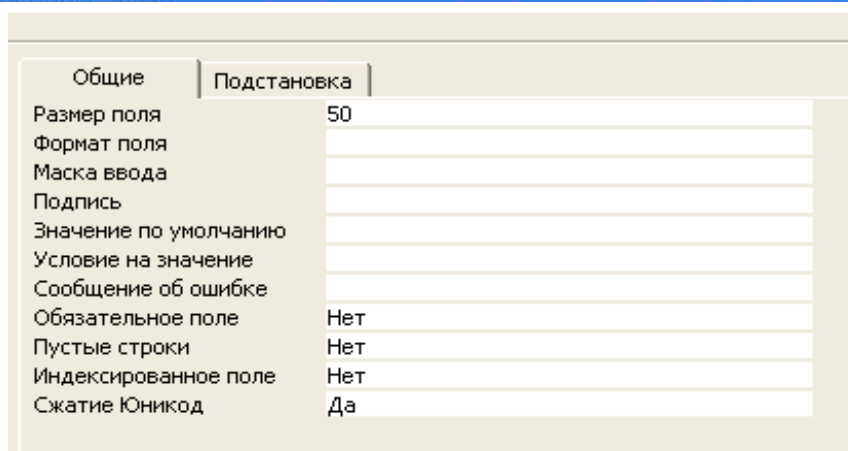 Общие Подстановка
Размер поля 50
Формат поля
Маска ввода
Подпись
Значение по умолчанию
Условие на значение
Сообщение об ошибке
Обязательное поле Нет
Пустые строки Нет
Индексированное поле Нет
Сжатие Юникод Да